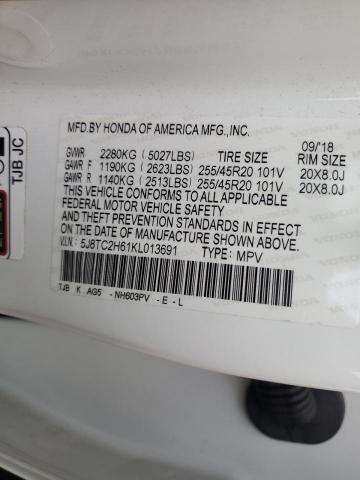 MFD.BY HONDA OF AMERICA MFG.,INC. 09/'18
GVWR 2280KG (5027LBS) TIRE SIZE RIM SIZE
GAWR F 1190KG (2623LBS) 255/45R20 101V 20X8.0J
GAWR R 1140KG (2513LBS) 255/45R20 101V 20X8.0J
THIS VEHICLE CONFORMS TO ALL APPLICABLE
FEDERAL MOTOR VEHICLE SAFETY
AND THEFT PREVENTION STANDARDS IN EFFECT
ON THE DATE OF MANUFACTURE SHOWN ABOVE.
V.I.N.: 5J8TC2H61KL013691 TYPE: MPV
TJB K AG5 -NH603PV -E-L
TJB JC